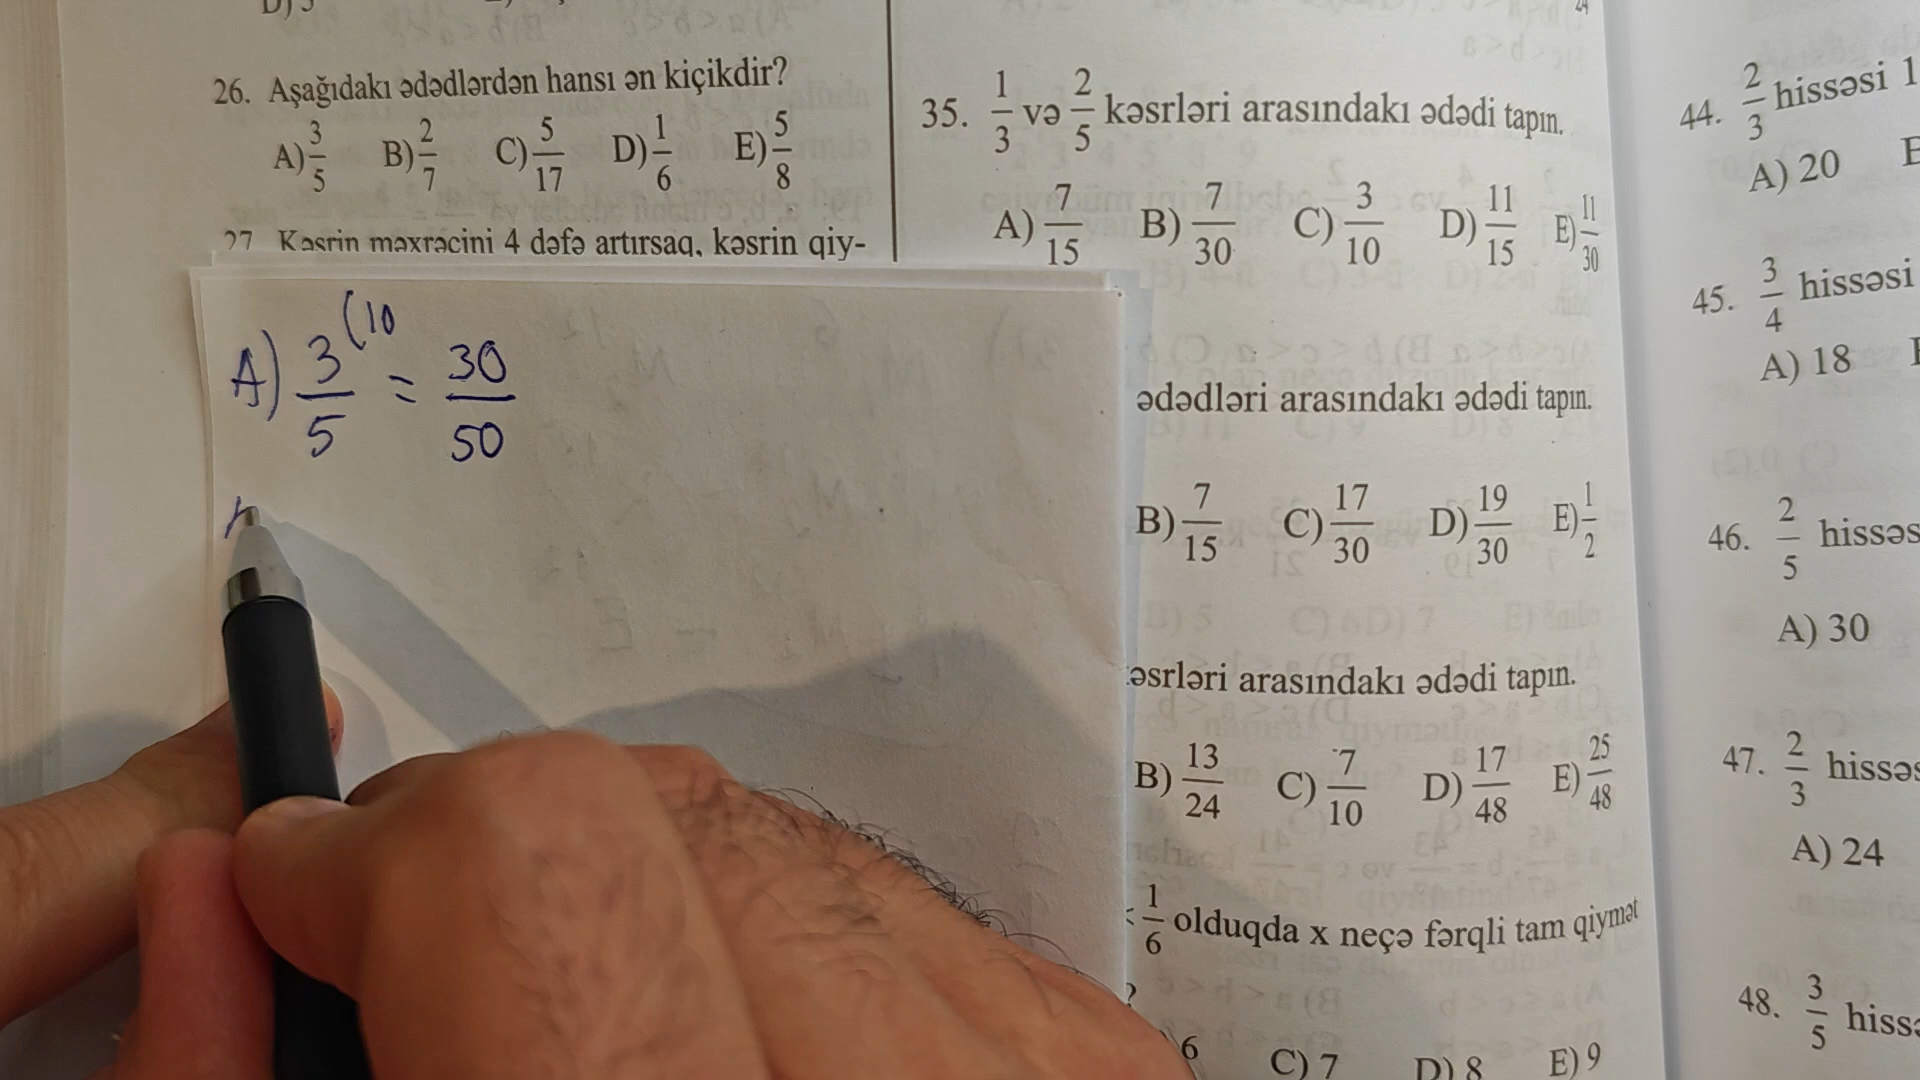 26. Aşağıdakı ədədlərdən hansı ən kiçikdir?
A) 3/5 B) 2/7 C) 5/17 D) 1/6 E) 5/8
27 Kəsrin məxrəcini 4 dəfə artırsaq, kəsrin qiy-
A) 3/5 (10 = 30/50
35. 1/3 və 2/5 kəsrləri arasındakı ədədi tapın.
A) 7/15 B) 7/30 C) 3/10 D) 11/15 E) 11/30
ədədləri arasındakı ədədi tapın.
B) 7/15 C) 17/30 D) 19/30 E) 1/2
əsrləri arasındakı ədədi tapın.
B) 13/24 C) 7/10 D) 17/48 E) 25/48
1/6 olduqda x neçə fərqli tam qiymət
?
6 C) 7 D) 8 E) 9
44. 2/3 hissəsi 1
A) 20
45. 3/4 hissəsi
A) 18
46. 2/5 hissəs
A) 30
47. 2/3 hissəs
A) 24
48. 3/5 hissə